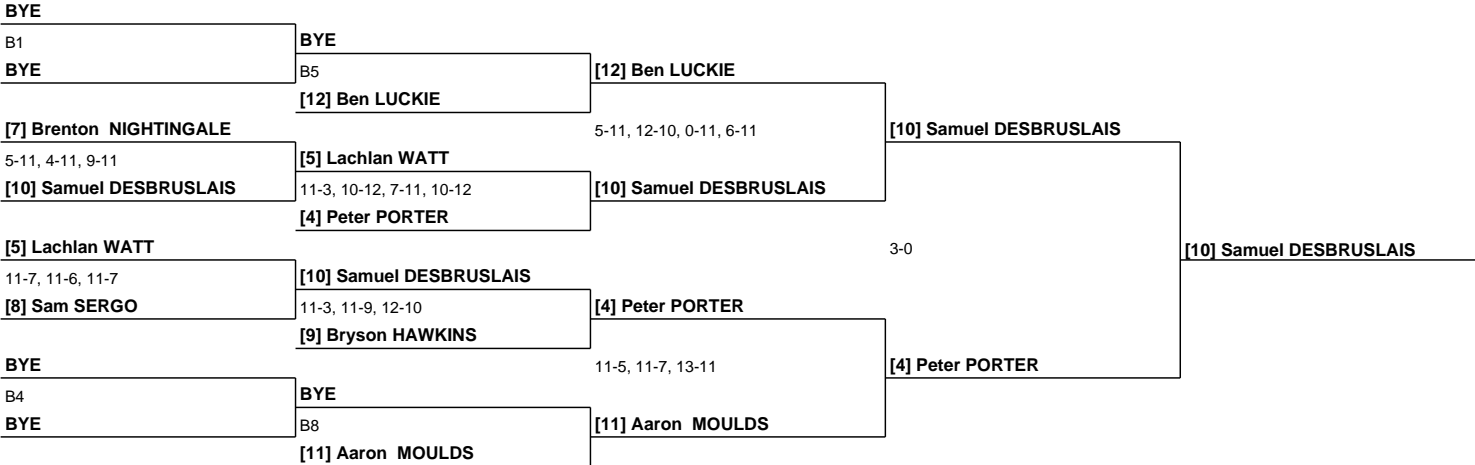 BYE
B1
BYE
[7] Brenton NIGHTINGALE
5-11, 4-11, 9-11
[10] Samuel DESBRUSLAIS
[5] Lachlan WATT
11-7, 11-6, 11-7
[8] Sam SERGO
BYE
B4
BYE
BYE
B5
[12] Ben LUCKIE
[5] Lachlan WATT
11-3, 10-12, 7-11, 10-12
[4] Peter PORTER
[10] Samuel DESBRUSLAIS
11-3, 11-9, 12-10
[9] Bryson HAWKINS
BYE
B8
[11] Aaron MOULDS
[12] Ben LUCKIE
5-11, 12-10, 0-11, 6-11
[10] Samuel DESBRUSLAIS
[4] Peter PORTER
11-5, 11-7, 13-11
[11] Aaron MOULDS
[10] Samuel DESBRUSLAIS
3-0
[4] Peter PORTER
[10] Samuel DESBRUSLAIS